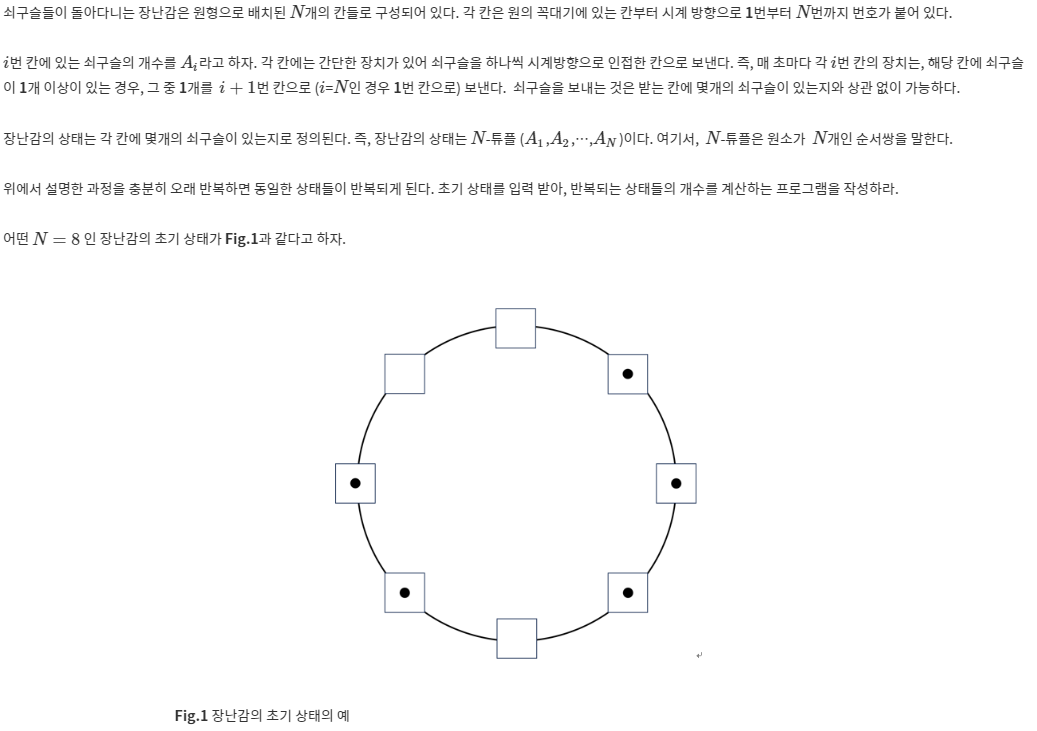 쇠구슬들이 돌아다니는 장난감은 원형으로 배치된 N개의 칸들로 구성되어 있다. 각 칸은 원의 꼭대기에 있는 칸부터 시계 방향으로 1번부터 N번까지 번호가 붙어 있다.
i번 칸에 있는 쇠구슬의 개수를 A_i라고 하자. 각 칸에는 간단한 장치가 있어 쇠구슬을 하나씩 시계방향으로 인접한 칸으로 보낸다. 즉, 매 초마다 각 i번 칸의 장치는, 해당 칸에 쇠구슬
이 1개 이상이 있는 경우, 그 중 1개를 i + 1번 칸으로 (i=N인 경우 1번 칸으로) 보낸다. 쇠구슬을 보내는 것은 받는 칸에 몇개의 쇠구슬이 있는지와 상관 없이 가능하다.
장난감의 상태는 각 칸에 몇개의 쇠구슬이 있는지로 정의된다. 즉, 장난감의 상태는 N-튜플 (A_1,A_2,⋯,A_N)이다. 여기서, N-튜플은 원소가 N개인 순서쌍을 말한다.
위에서 설명한 과정을 충분히 오래 반복하면 동일한 상태들이 반복되게 된다. 초기 상태를 입력 받아, 반복되는 상태들의 개수를 계산하는 프로그램을 작성하라.
어떤 N = 8 인 장난감의 초기 상태가 Fig.1과 같다고 하자.
Fig.1 장난감의 초기 상태의 예